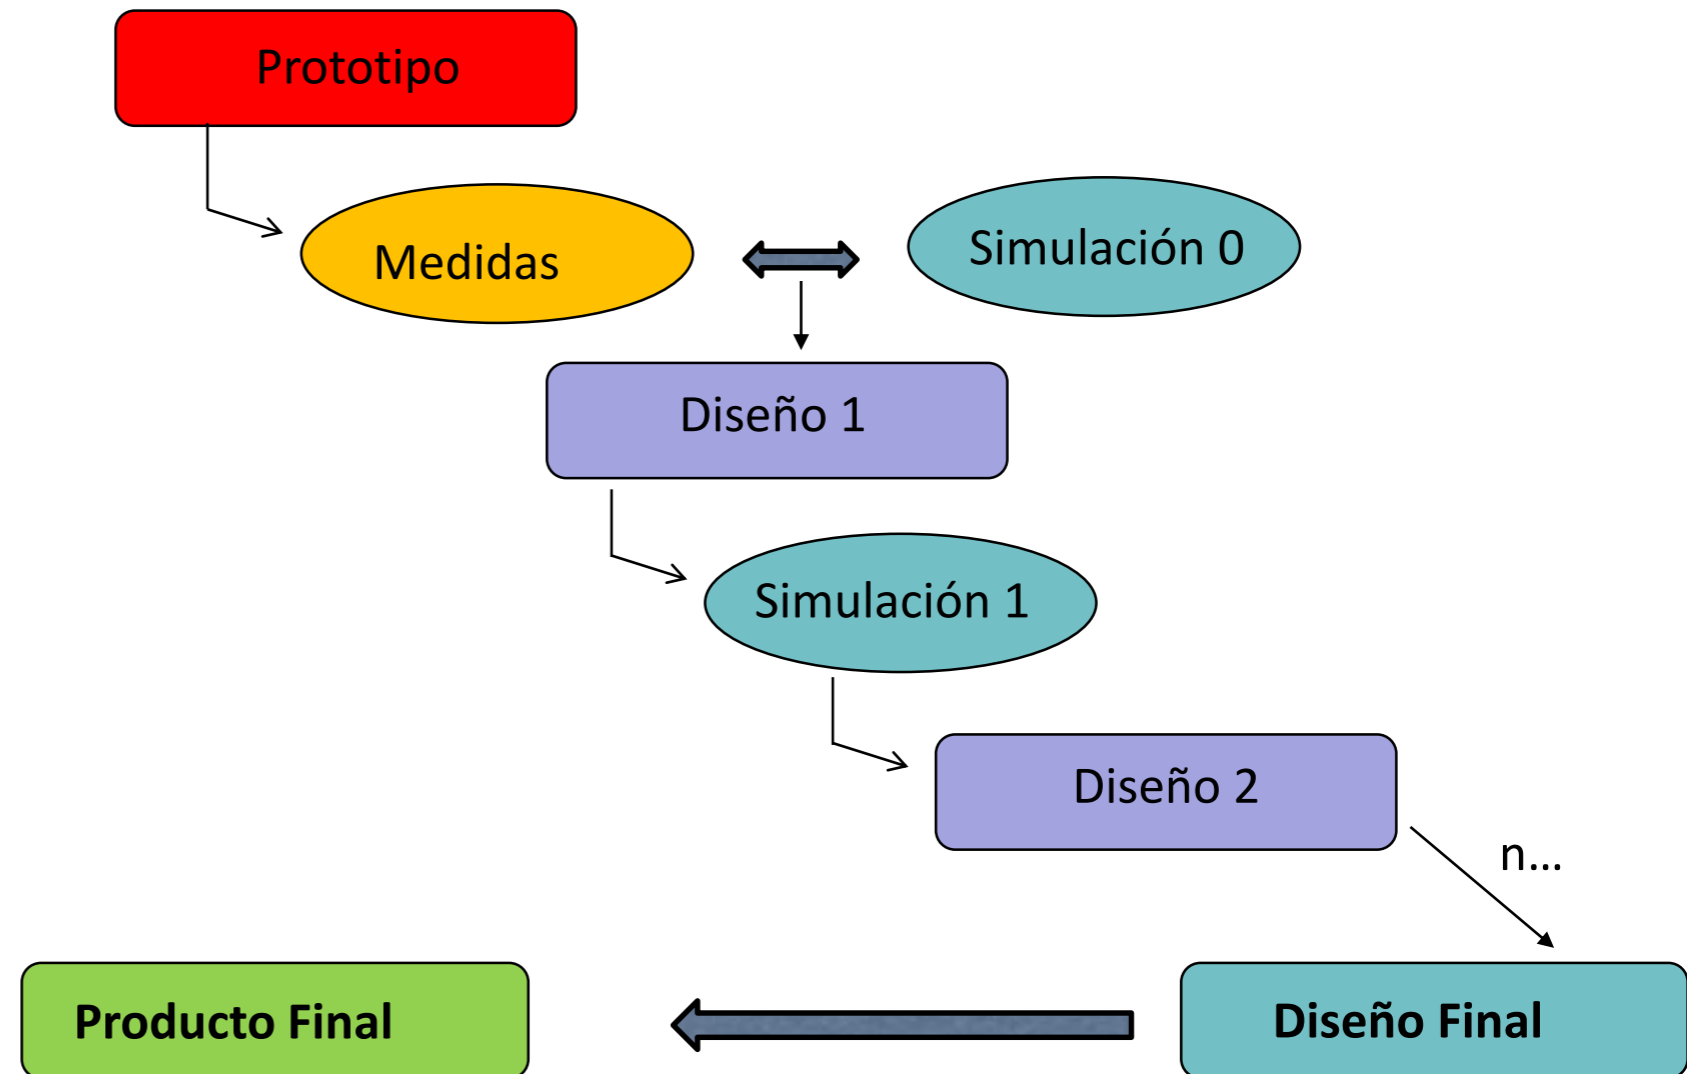 Prototipo
Medidas
Simulación 0
Diseño 1
Simulación 1
Diseño 2
n...
Producto Final
Diseño Final